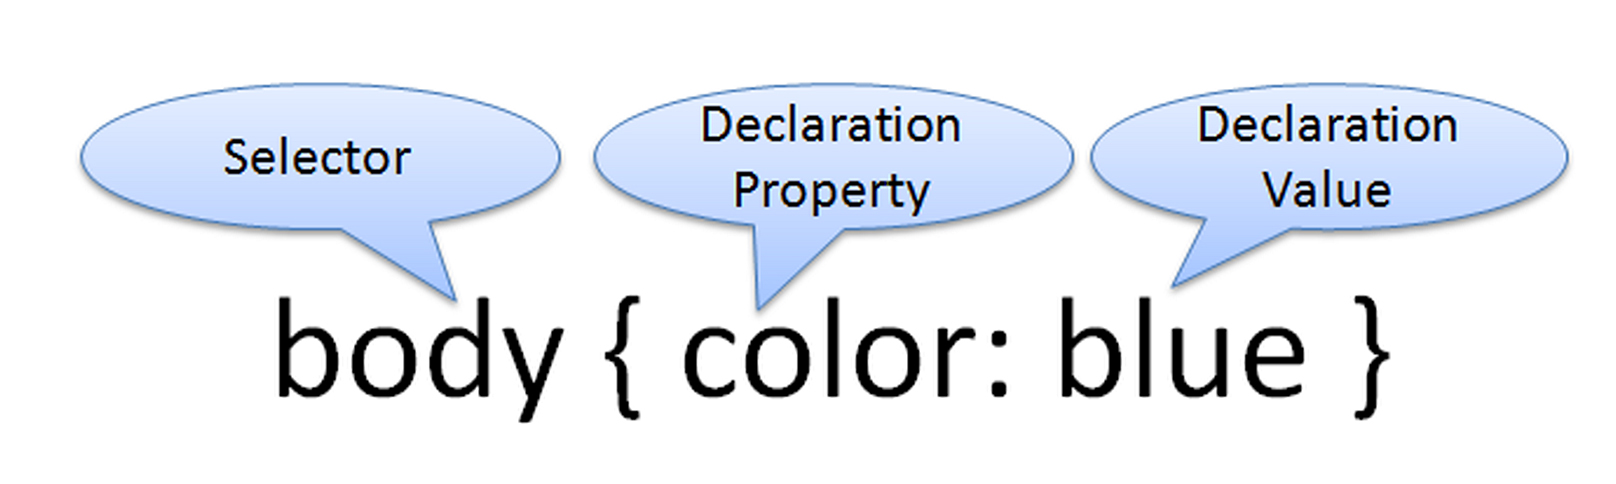 Selector
Declaration
Property
Declaration
Value
body { color: blue }